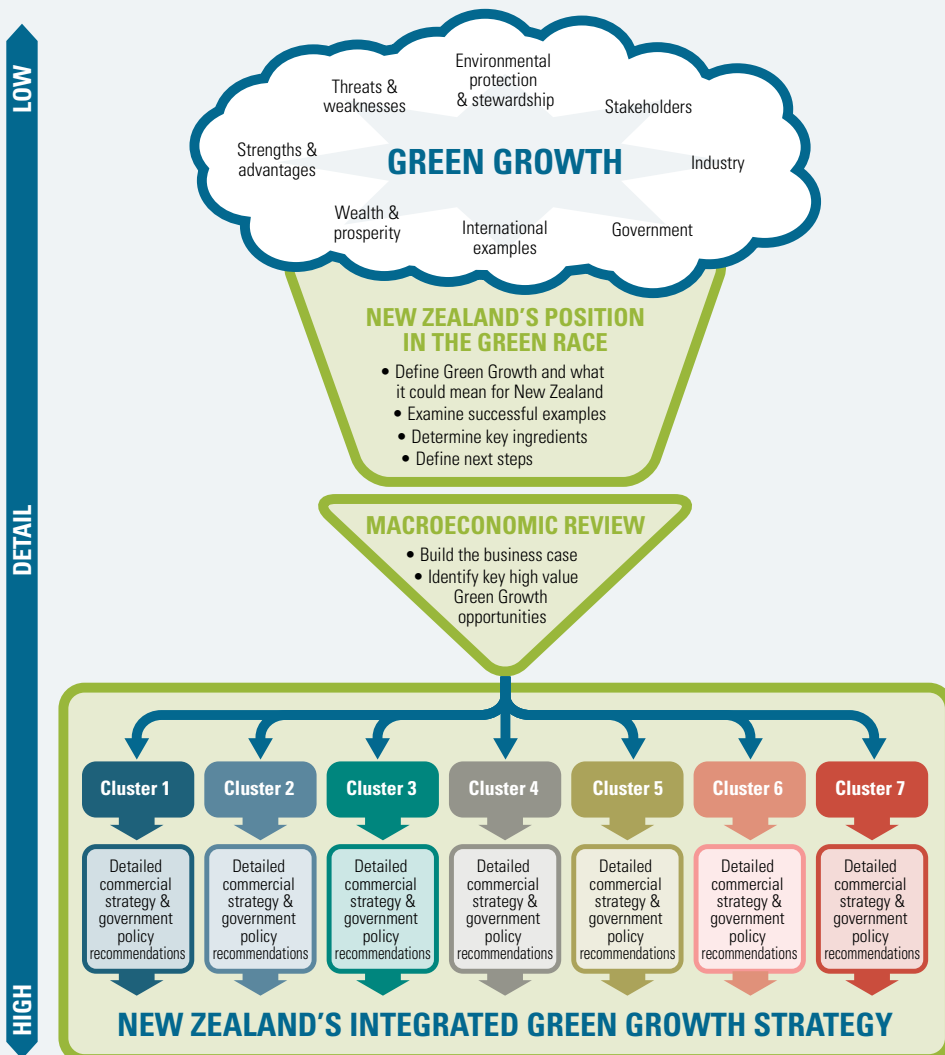 LOW
DETAIL
HIGH
Environmental
protection
& stewardship
Threats &
weaknesses
Stakeholders
Strengths &
advantages
GREEN GROWTH
Industry
Wealth &
prosperity
International
examples
Government
NEW ZEALAND'S POSITION
IN THE GREEN RACE
• Define Green Growth and what
it could mean for New Zealand
• Examine successful examples
• Determine key ingredients
• Define next steps
MACROECONOMIC REVIEW
• Build the business case
• Identify key high value
Green Growth
opportunities
Cluster 1
Cluster 2
Cluster 3
Cluster 4
Cluster 5
Cluster 6
Cluster 7
Detailed
commercial
strategy &
government
policy
recommendations
Detailed
commercial
strategy &
government
policy
recommendations
Detailed
commercial
strategy &
government
policy
recommendations
Detailed
commercial
strategy &
government
policy
recommendations
Detailed
commercial
strategy &
government
policy
recommendations
Detailed
commercial
strategy &
government
policy
recommendations
Detailed
commercial
strategy &
government
policy
recommendations
NEW ZEALAND'S INTEGRATED GREEN GROWTH STRATEGY